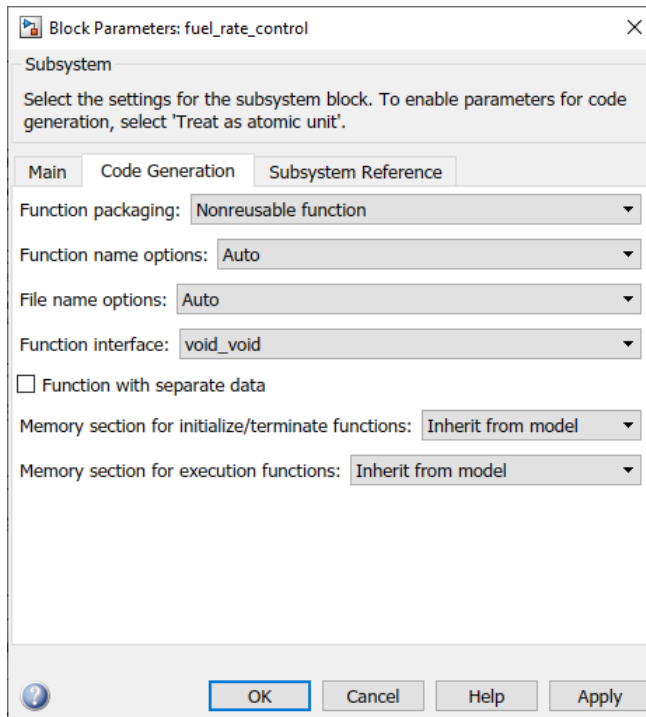 Block Parameters: fuel_rate_control
Subsystem
Select the settings for the subsystem block. To enable parameters for code
generation, select 'Treat as atomic unit'.
Main Code Generation Subsystem Reference
Function packaging: Nonreusable function
Function name options: Auto
File name options: Auto
Function interface: void_void
Function with separate data
Memory section for initialize/terminate functions: Inherit from model
Memory section for execution functions: Inherit from model
OK Cancel Help Apply